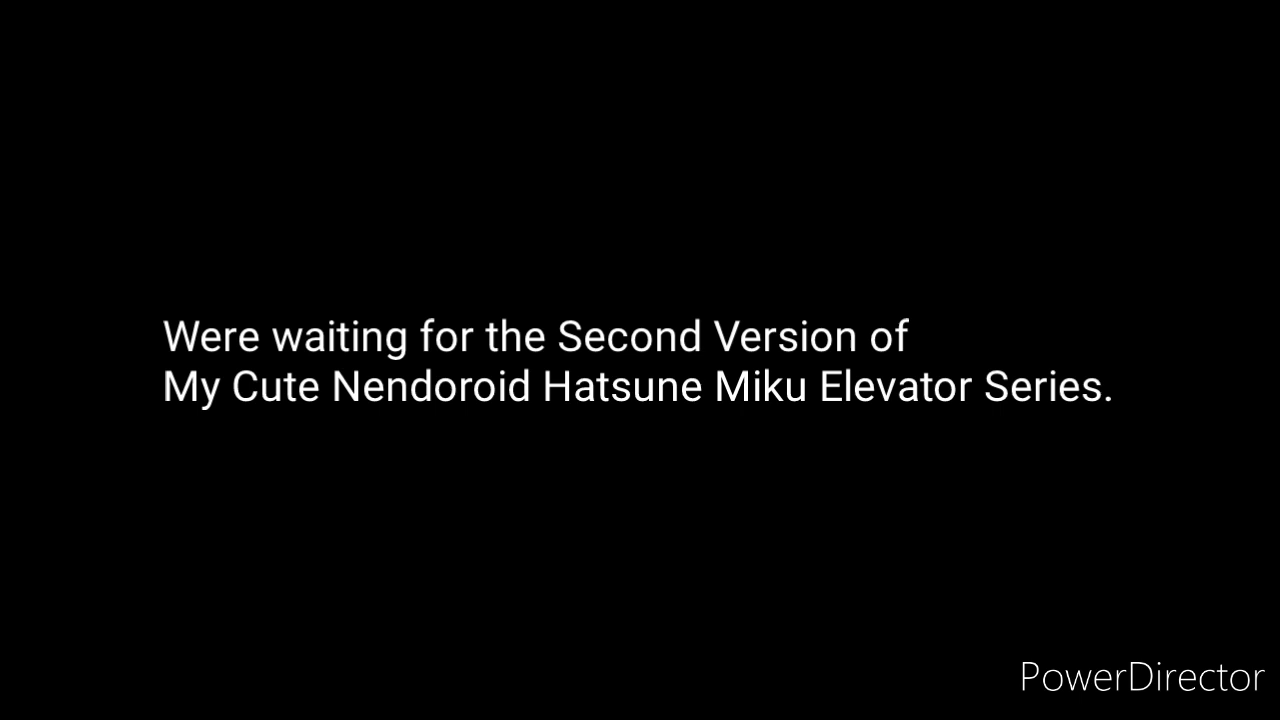 Were waiting for the Second Version of
My Cute Nendoroid Hatsune Miku Elevator Series.
PowerDirector